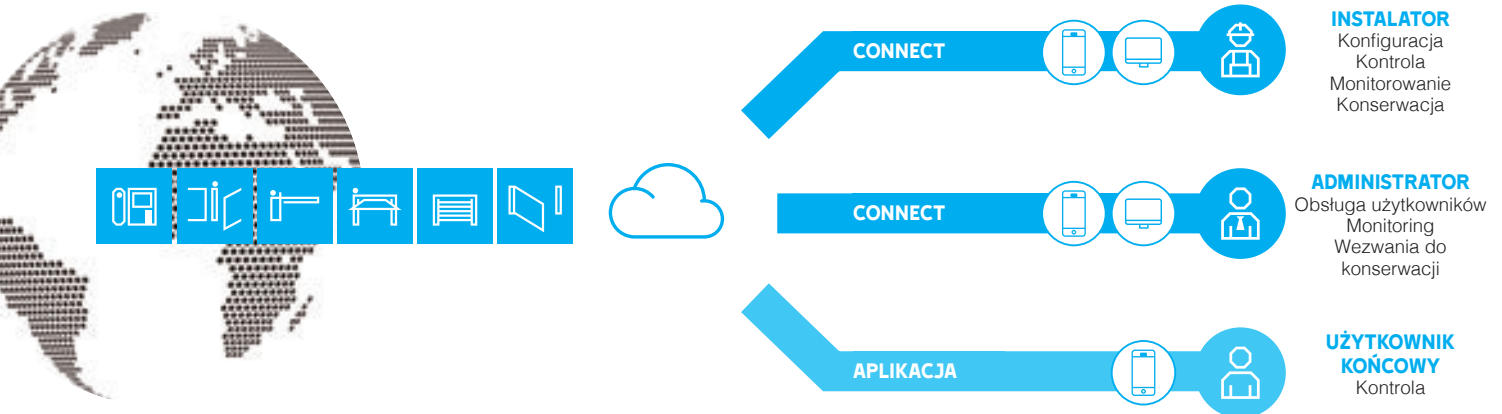 CONNECT
INSTALATOR
Konfiguracja
Kontrola
Monitorowanie
Konserwacja
CONNECT
ADMINISTRATOR
Obsługa użytkowników
Monitoring
Wezwania do
konserwacji
APLIKACJA
UŻYTKOWNIK
KOŃCOWY
Kontrola